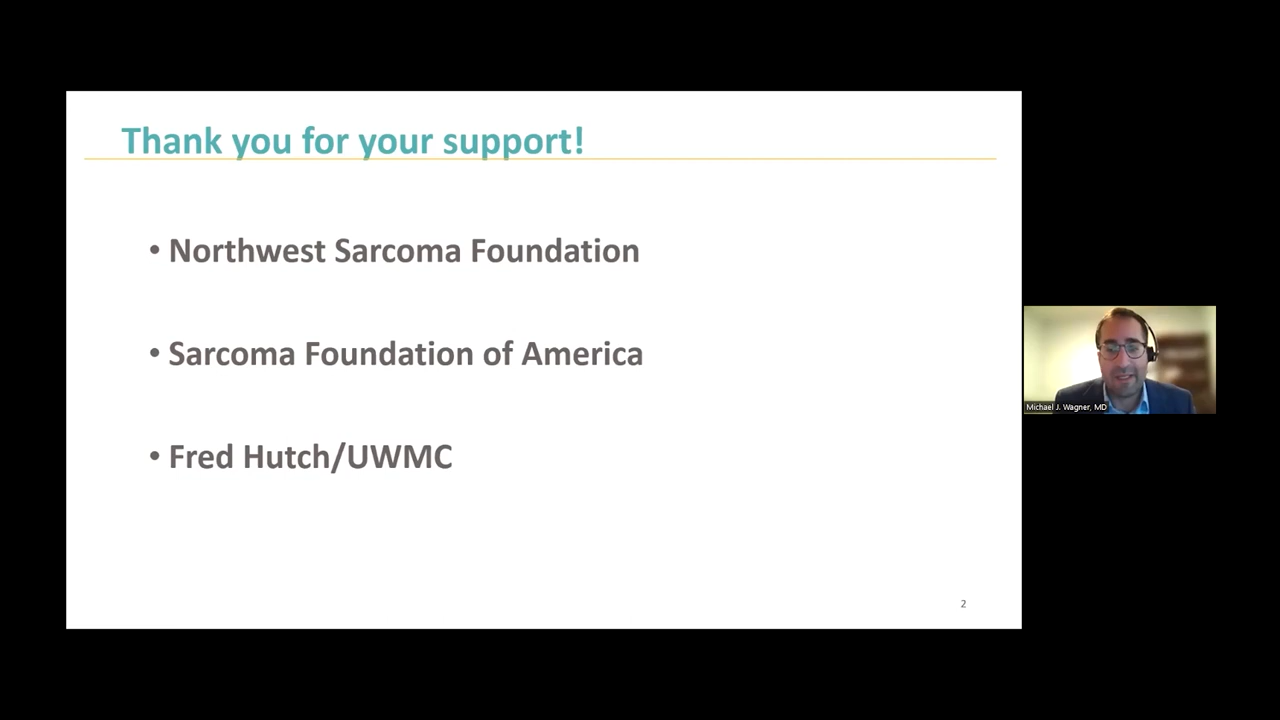 Thank you for your support!
• Northwest Sarcoma Foundation
• Sarcoma Foundation of America
• Fred Hutch/UWMC
2
Michael J. Wagner, MD